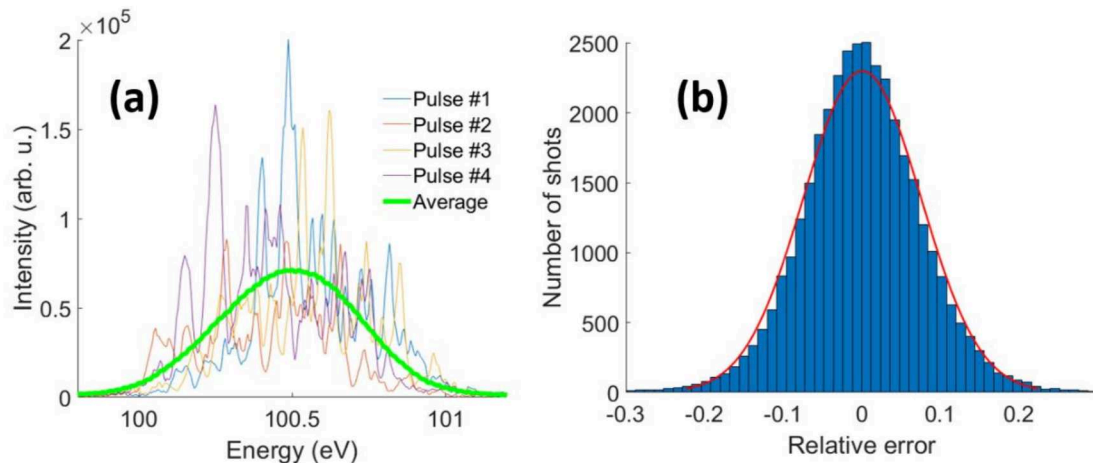 ×10⁵
2
1.5
1
0.5
0
(a)
Pulse #1
Pulse #2
Pulse #3
Pulse #4
Average
Intensity (arb. u.)
100
100.5
101
Energy (eV)
2500
2000
1500
1000
500
0
(b)
Number of shots
-0.3
-0.2
-0.1
0
0.1
0.2
Relative error